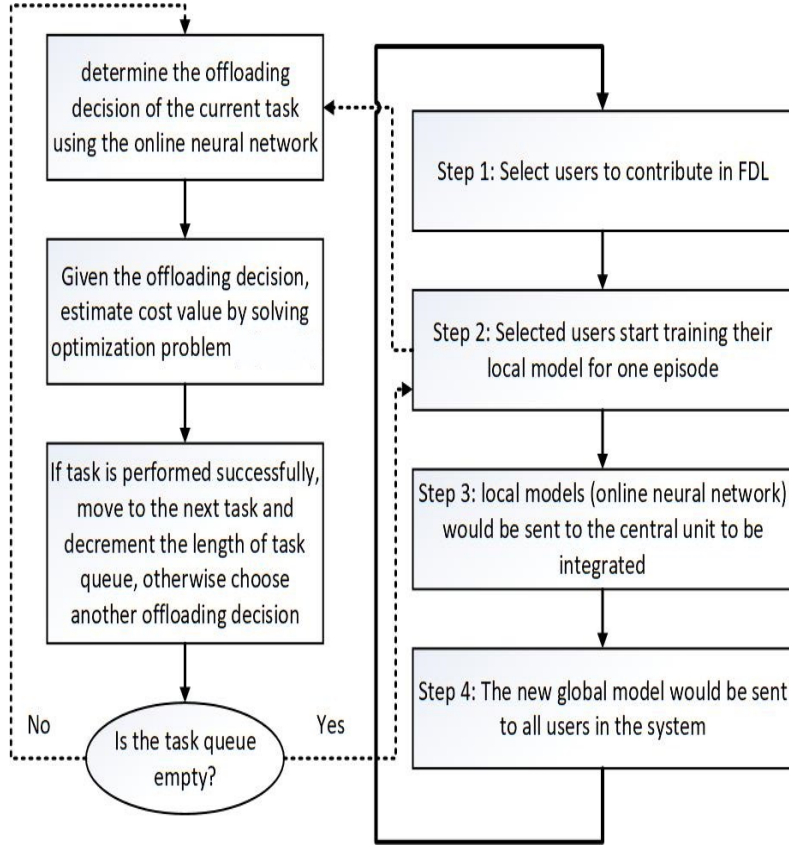 determine the offloading
decision of the current task
using the online neural network
Given the offloading decision,
estimate cost value by solving
optimization problem
If task is performed successfully,
move to the next task and
decrement the length of task
queue, otherwise choose
another offloading decision
No
Is the task queue
empty?
Yes
Step 1: Select users to contribute in FDL
Step 2: Selected users start training their
local model for one episode
Step 3: local models (online neural network)
would be sent to the central unit to be
integrated
Step 4: The new global model would be sent
to all users in the system